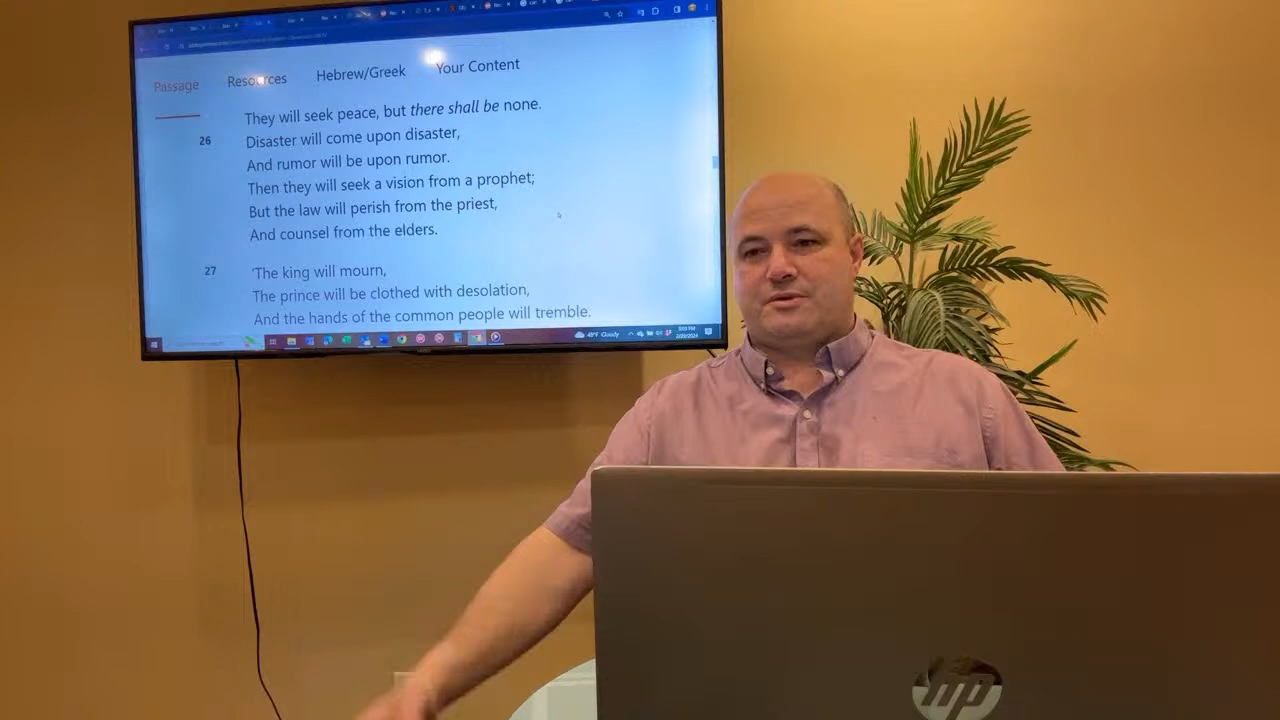 Passage Resources Hebrew/Greek Your Content
They will seek peace, but there shall be none.
26 Disaster will come upon disaster,
And rumor will be upon rumor.
Then they will seek a vision from a prophet;
But the law will perish from the priest,
And counsel from the elders.
27 ‘The king will mourn,
The prince will be clothed with desolation,
And the hands of the common people will tremble.
48°F Cloudy
hp